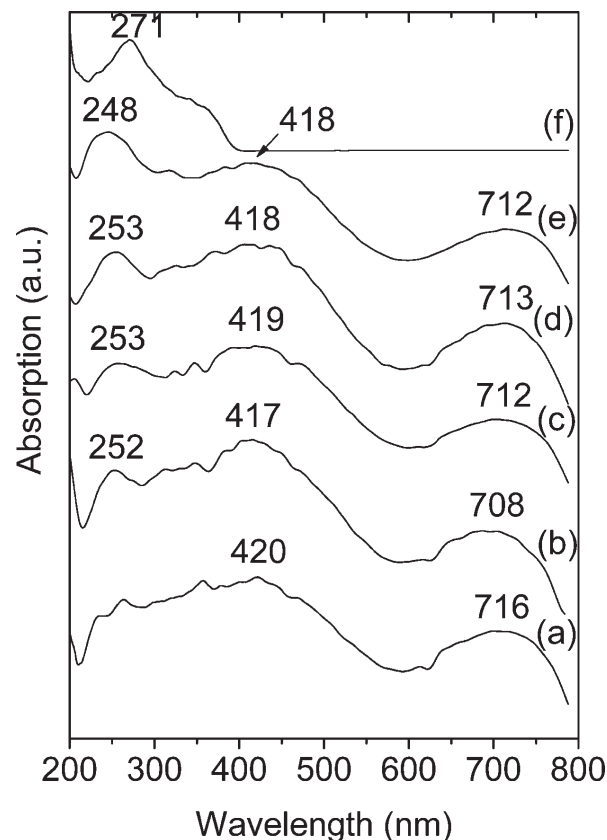 271
248
418
(f)
712
(e)
253
418
713
(d)
253
419
712
(c)
252
417
708
(b)
420
716
(a)
Absorption (a.u.)
200 300 400 500 600 700 800
Wavelength (nm)